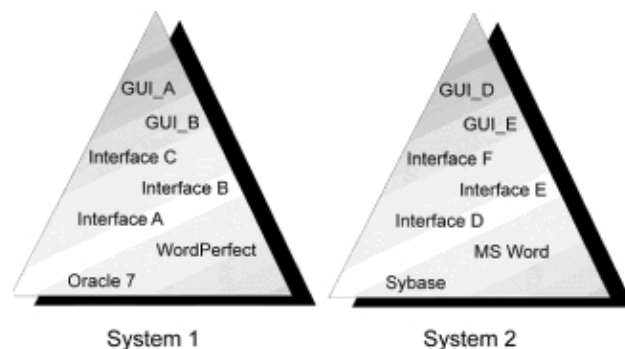 GUI_A
GUI_B
Interface C
Interface B
Interface A
WordPerfect
Oracle 7
System 1
GUI_D
GUI_E
Interface F
Interface E
Interface D
MS Word
Sybase
System 2